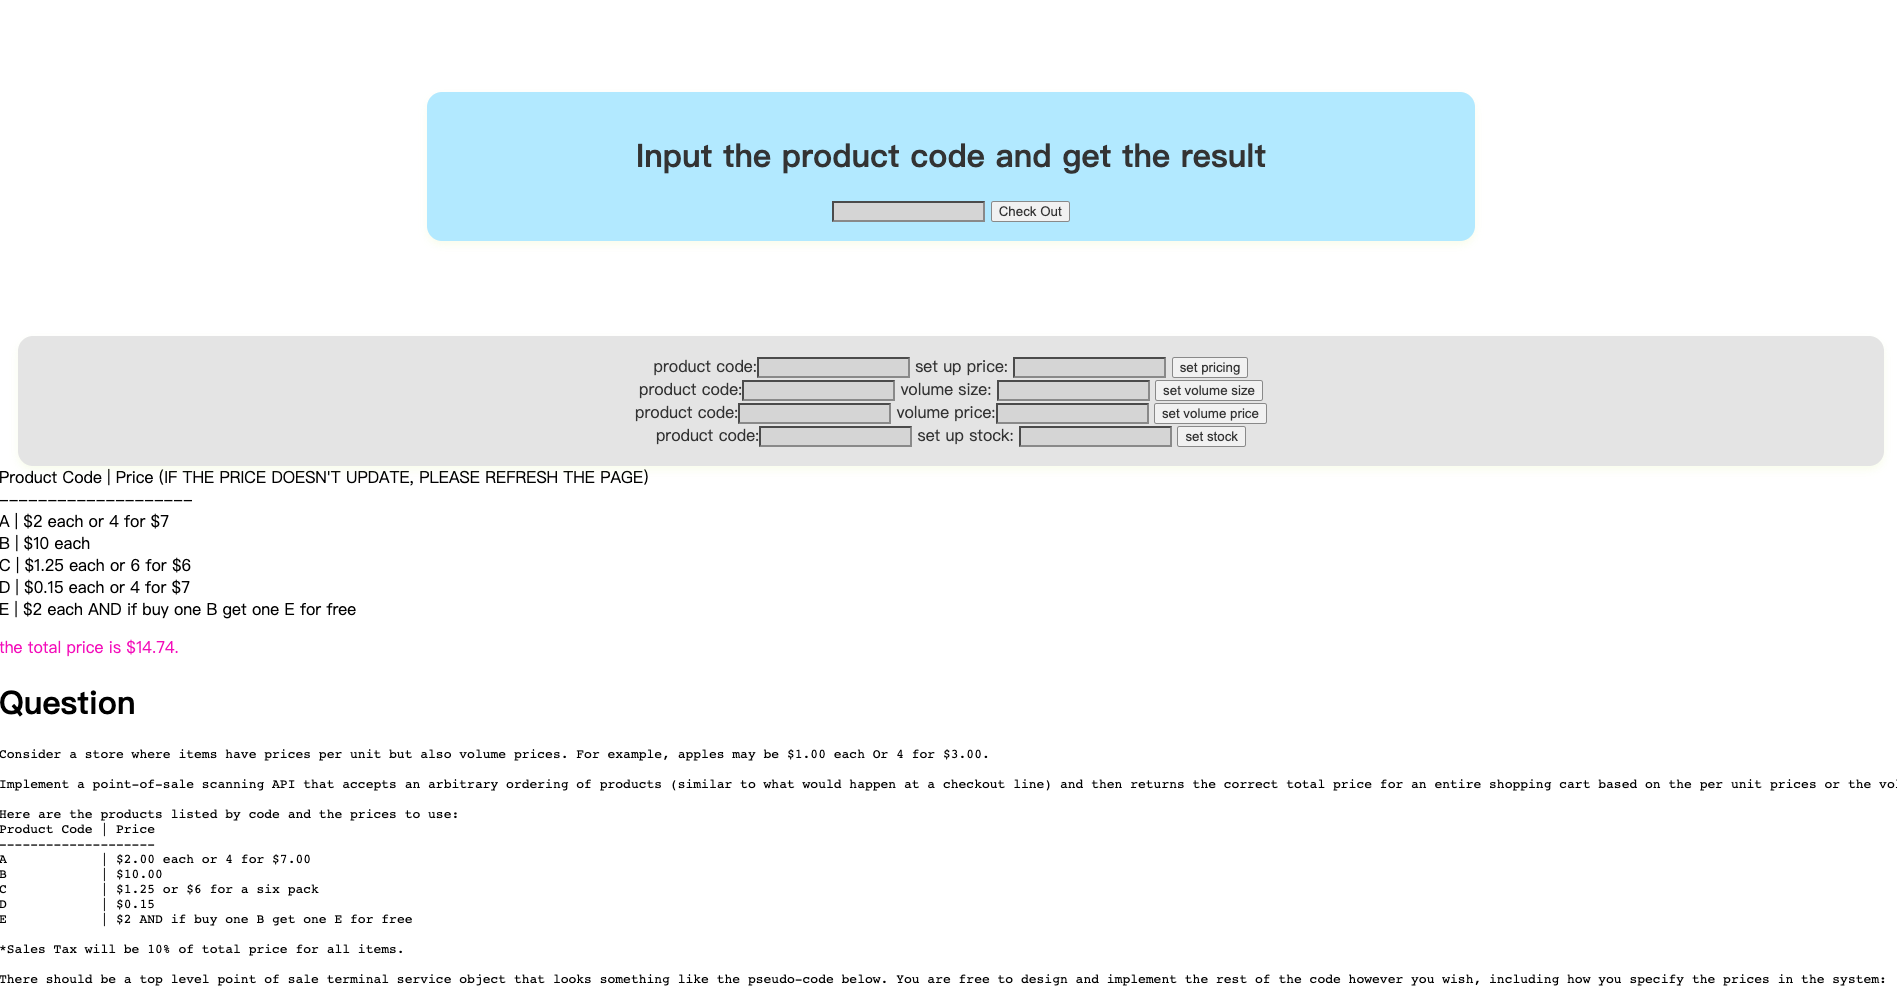 Input the product code and get the result
Check Out
product code: set up price: set pricing
product code: volume size: set volume size
product code: volume price: set volume price
product code: set up stock: set stock
Product Code | Price (IF THE PRICE DOESN'T UPDATE, PLEASE REFRESH THE PAGE)
--------------------
A | $2 each or 4 for $7
B | $10 each
C | $1.25 each or 6 for $6
D | $0.15 each or 4 for $7
E | $2 each AND if buy one B get one E for free
the total price is $14.74.
Question
Consider a store where items have prices per unit but also volume prices. For example, apples may be $1.00 each Or 4 for $3.00.
Implement a point-of-sale scanning API that accepts an arbitrary ordering of products (similar to what would happen at a checkout line) and then returns the correct total price for an entire shopping cart based on the per unit prices or the
Here are the products listed by code and the prices to use:
Product Code | Price
--------------------
A | $2.00 each or 4 for $7.00
B | $10.00
C | $1.25 or $6 for a six pack
D | $0.15
E | $2 AND if buy one B get one E for free
*Sales Tax will be 10% of total price for all items.
There should be a top level point of sale terminal service object that looks something like the pseudo-code below. You are free to design and implement the rest of the code however you wish, including how you specify the prices in the system: